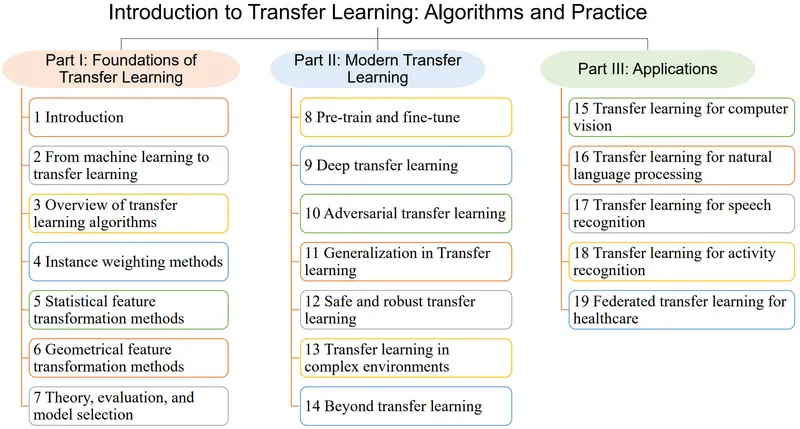 Introduction to Transfer Learning: Algorithms and Practice
Part I: Foundations of
Transfer Learning
1 Introduction
2 From machine learning to
transfer learning
3 Overview of transfer
learning algorithms
4 Instance weighting methods
5 Statistical feature
transformation methods
6 Geometrical feature
transformation methods
7 Theory, evaluation, and
model selection
Part II: Modern Transfer
Learning
8 Pre-train and fine-tune
9 Deep transfer learning
10 Adversarial transfer learning
11 Generalization in Transfer
learning
12 Safe and robust transfer
learning
13 Transfer learning in
complex environments
14 Beyond transfer learning
Part III: Applications
15 Transfer learning for computer
vision
16 Transfer learning for natural
language processing
17 Transfer learning for speech
recognition
18 Transfer learning for activity
recognition
19 Federated transfer learning for
healthcare